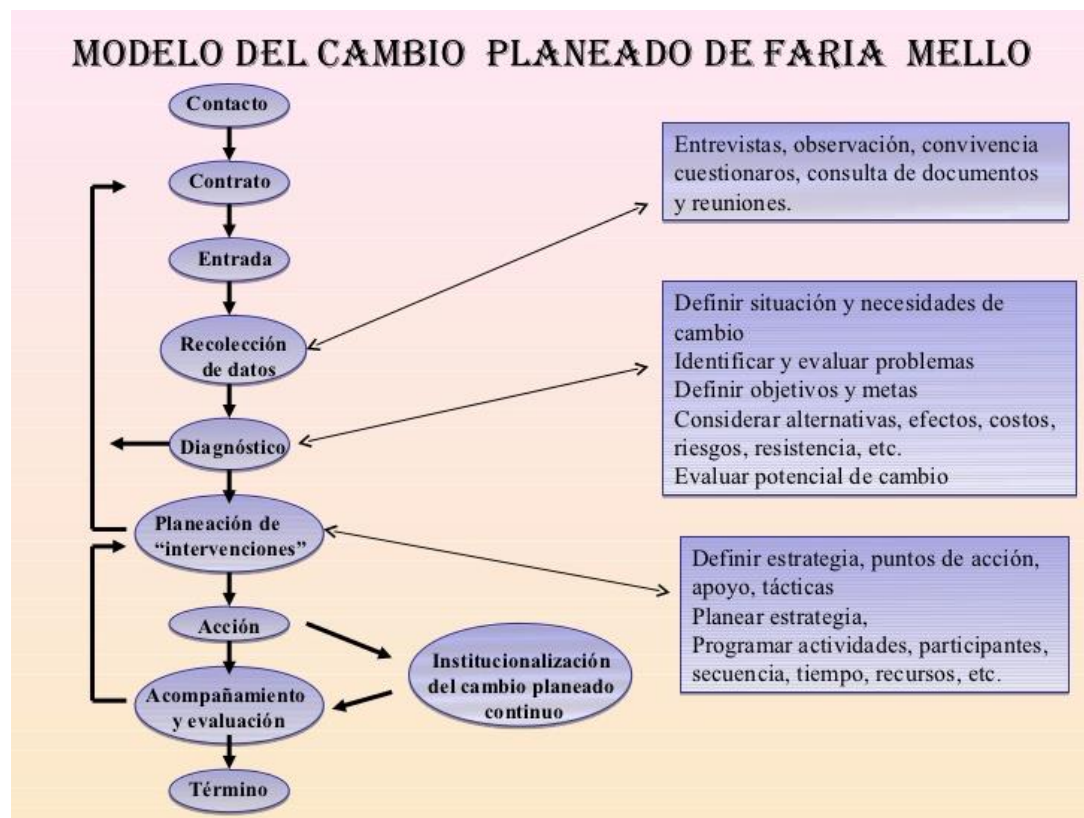 MODELO DEL CAMBIO PLANEADO DE FARIA MELLO
Contacto
Contrato
Entrada
Recolección
de datos
Diagnóstico
Planeación de
“intervenciones”
Acción
Acompañamiento
y evaluación
Término
Institucionalización
del cambio planeado
continuo
Entrevistas, observación, convivencia
cuestionaros, consulta de documentos
y reuniones.
Definir situación y necesidades de
cambio
Identificar y evaluar problemas
Definir objetivos y metas
Considerar alternativas, efectos, costos,
riesgos, resistencia, etc.
Evaluar potencial de cambio
Definir estrategia, puntos de acción,
apoyo, tácticas
Planear estrategia,
Programar actividades, participantes,
secuencia, tiempo, recursos, etc.